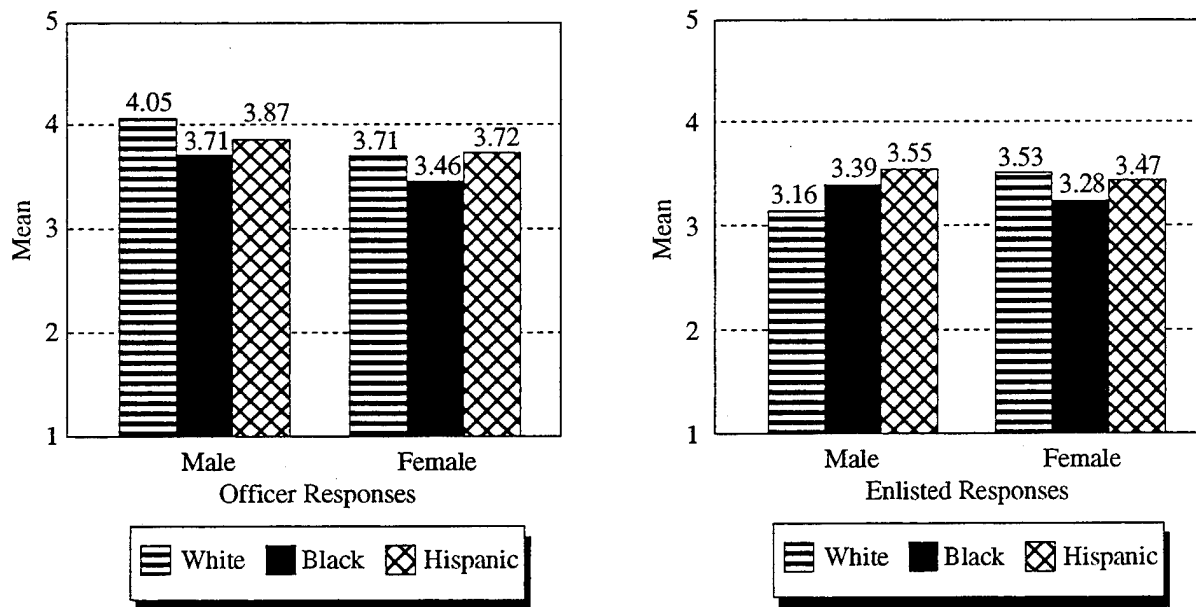 5
4.05
3.71
3.87
3.71
3.46
3.72
4
3
2
1
Mean
Male
Female
Officer Responses
White
Black
Hispanic
5
4
3.16
3.39
3.55
3.53
3.28
3.47
3
2
1
Mean
Male
Female
Enlisted Responses
White
Black
Hispanic